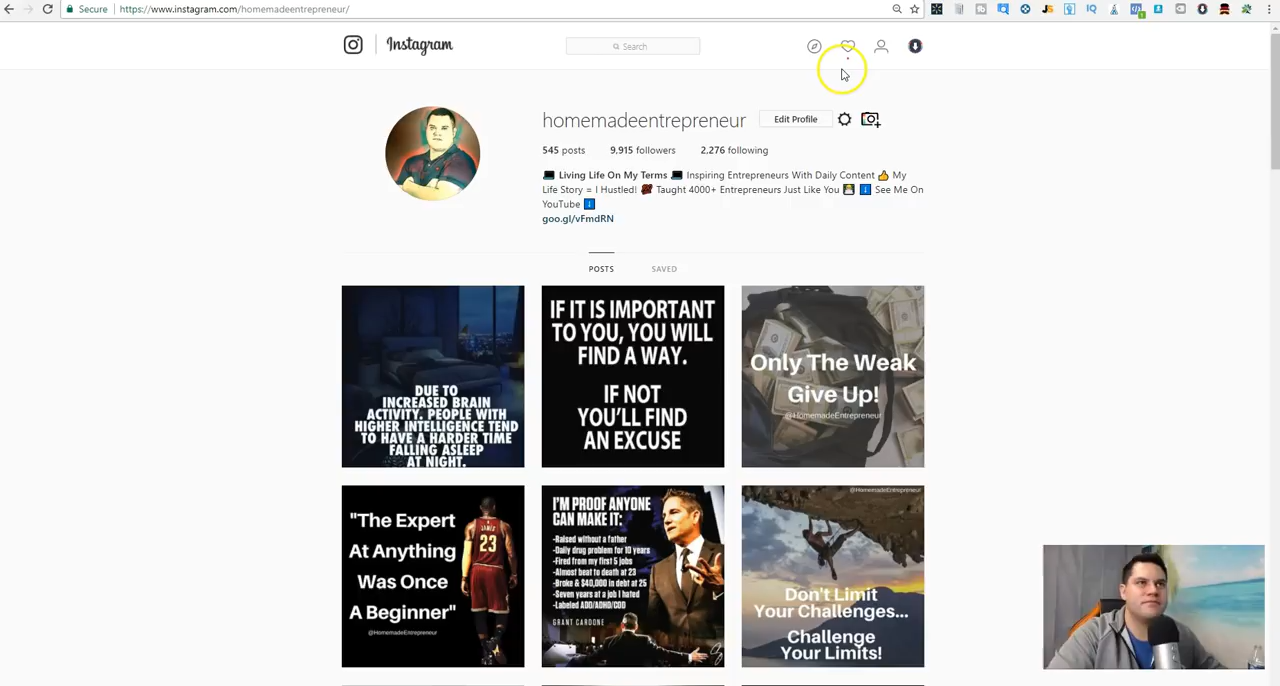 Secure
https://www.instagram.com/homemadeentrepreneur/
Instagram
Search
homemadeentrepreneur
Edit Profile
545 posts
9,915 followers
2,276 following
Living Life On My Terms Inspiring Entrepreneurs With Daily Content My
Life Story = I Hustled! Taught 4000+ Entrepreneurs Just Like You See Me On
YouTube
goo.gl/vFmdRN
POSTS
SAVED
DUE TO
INCREASED BRAIN
ACTIVITY. PEOPLE WITH
HIGHER INTELLIGENCE TEND
TO HAVE A HARDER TIME
FALLING ASLEEP
AT NIGHT.
IF IT IS IMPORTANT
TO YOU, YOU WILL
FIND A WAY.
IF NOT
YOU'LL FIND
AN EXCUSE
Only The Weak
Give Up!
@HomemadeEntrepreneur
"The Expert
At Anything
Was Once
A Beginner"
@HomemadeEntrepreneur
JAMES
23
I'M PROOF ANYONE
CAN MAKE IT:
-Raised without a father
-Daily drug problem for 10 years
-Fired from my first 5 jobs
-Almost beat to death at 23
-Broke & $40,000 in debt at 25
-Seven years at a job I hated
-Labeled ADD/ADHD/COD
GRANT CARDONE
@HomemadeEntrepreneur
Don't Limit
Your Challenges...
Challenge
Your Limits!